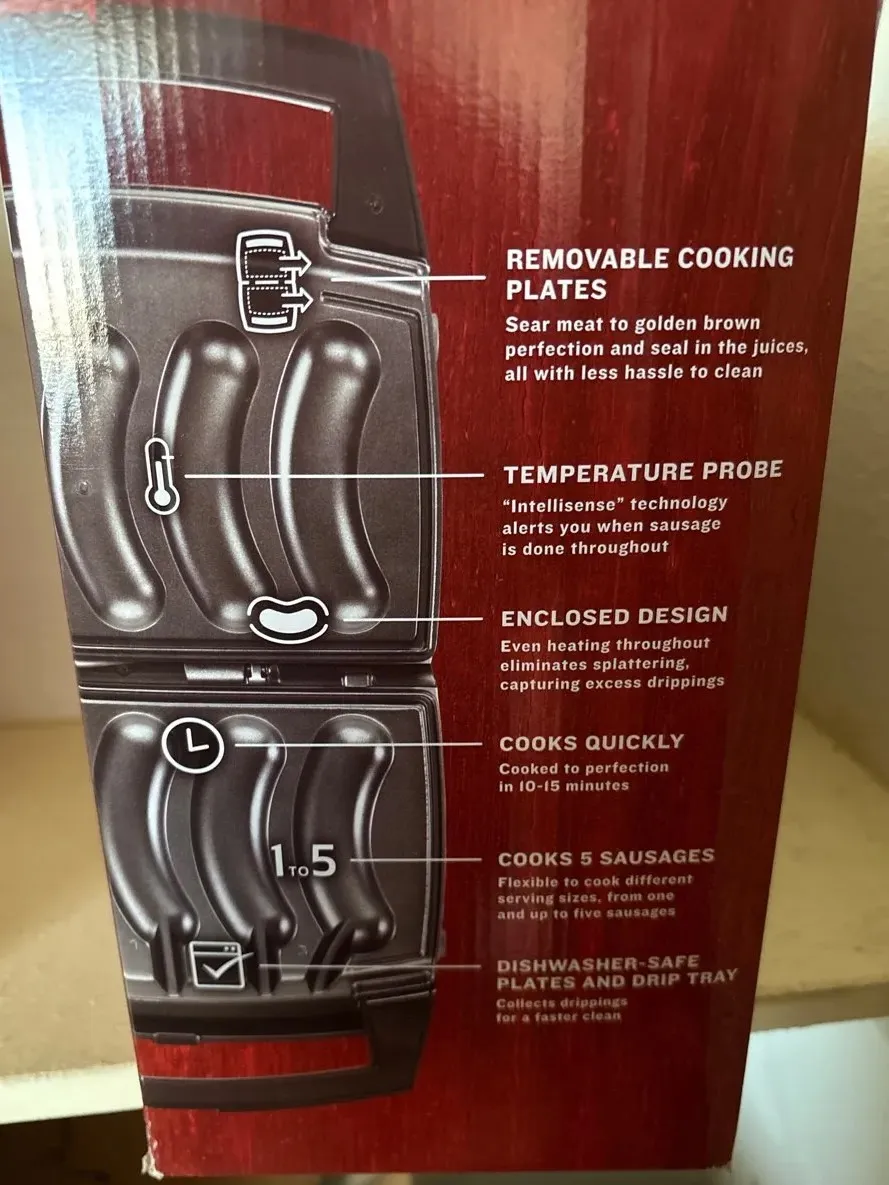 REMOVABLE COOKING
PLATES
Sear meat to golden brown
perfection and seal in the juices,
all with less hassle to clean
TEMPERATURE PROBE
“Intellisense” technology
alerts you when sausage
is done throughout
ENCLOSED DESIGN
Even heating throughout
eliminates splattering,
capturing excess drippings
COOKS QUICKLY
Cooked to perfection
in 10-15 minutes
1 TO 5
COOKS 5 SAUSAGES
Flexible to cook different
serving sizes, from one
and up to five sausages
DISHWASHER-SAFE
PLATES AND DRIP TRAY
Collects drippings
for a faster clean